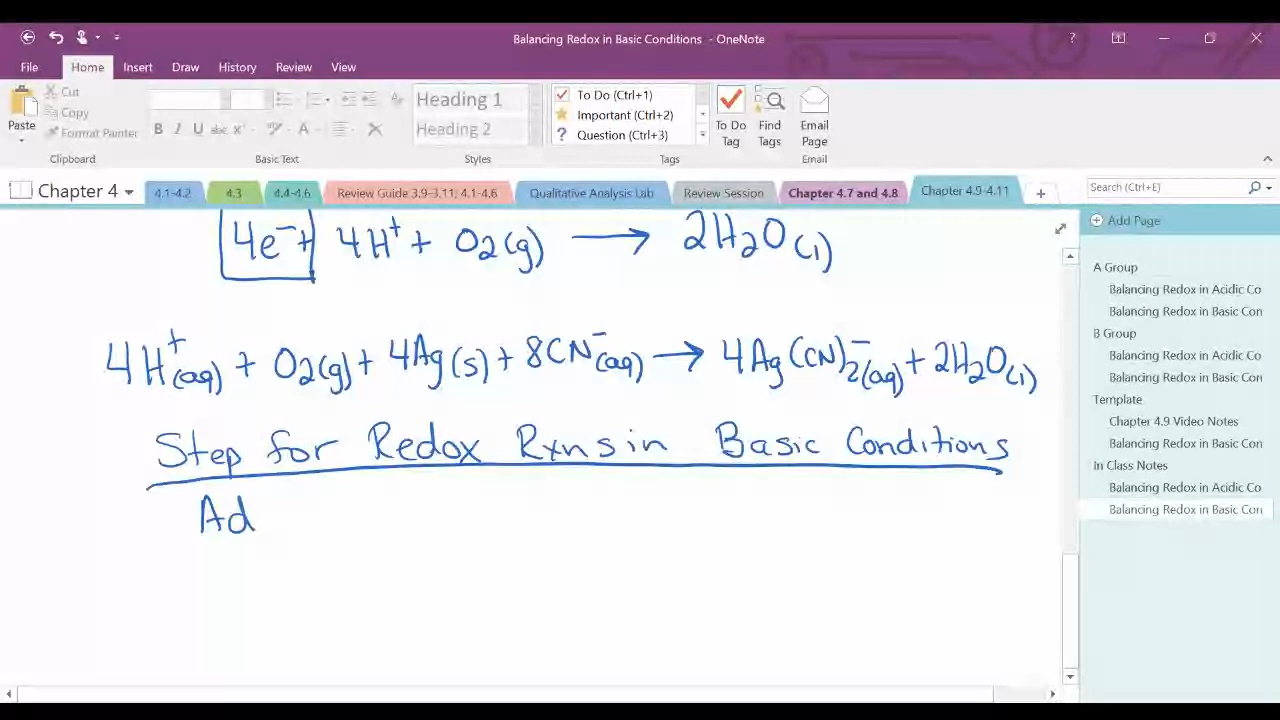 Balancing Redox in Basic Conditions - OneNote
?
File Home Insert Draw History Review View
Paste
Cut
Copy
Format Painter
Clipboard
B I U abc x
A
Basic Text
Heading 1
Heading 2
Styles
To Do (Ctrl+1)
Important (Ctrl+2)
? Question (Ctrl+3)
To Do Tag
Find Tags
Tags
Email Page
Email
Chapter 4
4.1-4.2 4.3 4.4-4.6 Review Guide 3.9-3.11; 4.1-4.6 Qualitative Analysis Lab Review Session Chapter 4.7 and 4.8 Chapter 4.9-4.11 +
Search (Ctrl+E)
Add Page
A Group
Balancing Redox in Acidic Co
Balancing Redox in Basic Con
B Group
Balancing Redox in Acidic Co
Balancing Redox in Basic Con
Template
Chapter 4.9 Video Notes
Balancing Redox in Basic Con
In Class Notes
Balancing Redox in Acidic Co
Balancing Redox in Basic Con
4e⁻ + 4H⁺ + O₂(g) → 2H₂O(l)
4H⁺(aq) + O₂(g) + 4Ag(s) + 8CN⁻(aq) → 4Ag(CN)₂⁻(aq) + 2H₂O(l)
Step for Redox Rxns in Basic Conditions
Ad